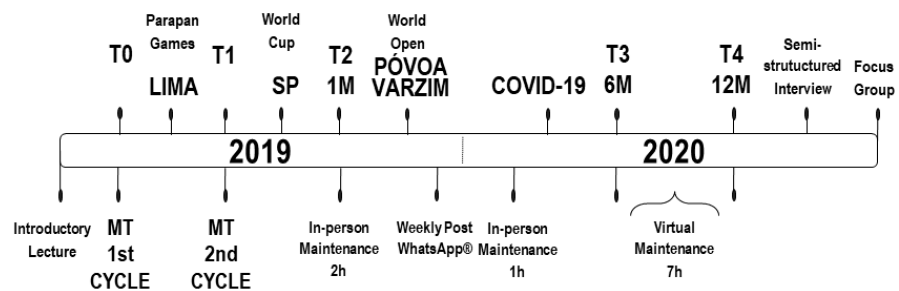 Parapan
Games
World
Cup
World
Open
T0
LIMA
T1
SP
T2
1M
PÓVOA
VARZIM
COVID-19
T3
6M
T4
12M
Semi-
strutuctured
Interview
Focus
Group
2019
2020
Introductory
Lecture
MT
1st
CYCLE
MT
2nd
CYCLE
In-person
Maintenance
2h
Weekly Post
WhatsApp®
In-person
Maintenance
1h
Virtual
Maintenance
7h